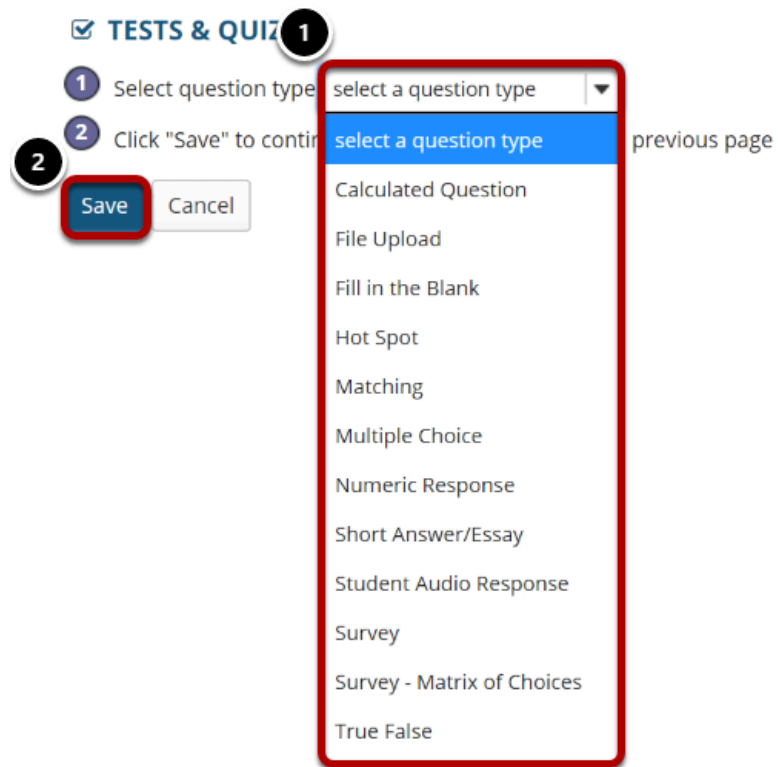 TESTS & QUIZ 1
1 Select question type select a question type
2 Click "Save" to contin previous page
2
Save Cancel
select a question type
Calculated Question
File Upload
Fill in the Blank
Hot Spot
Matching
Multiple Choice
Numeric Response
Short Answer/Essay
Student Audio Response
Survey
Survey - Matrix of Choices
True False